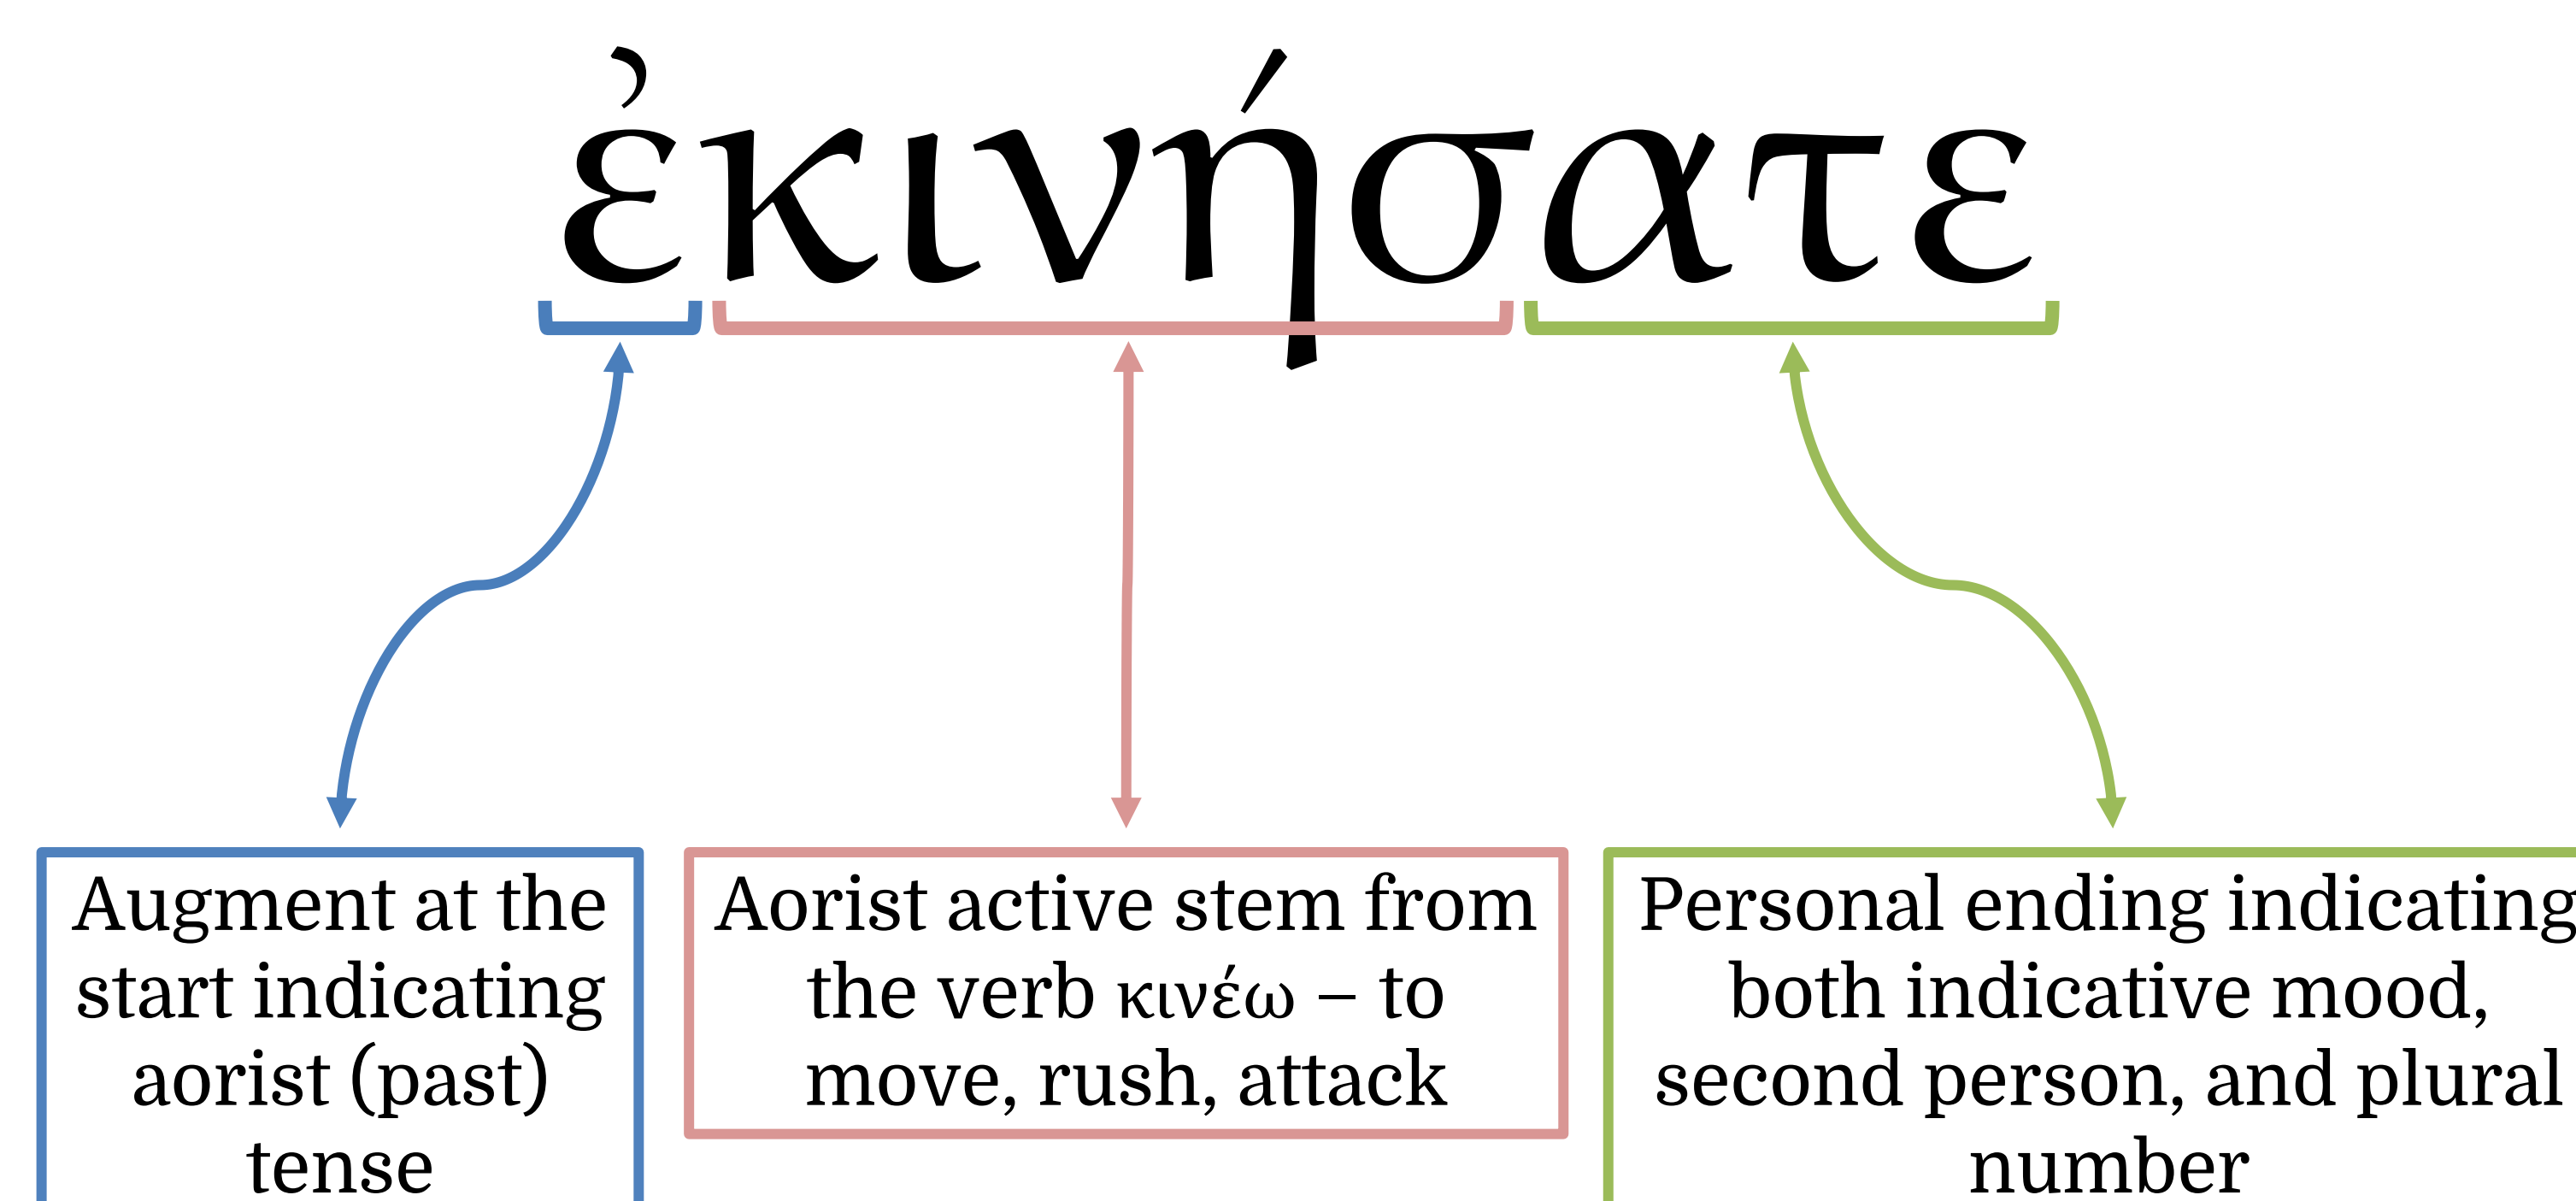 ἐκινήσατε
Augment at the
start indicating
aorist (past)
tense
Aorist active stem from
the verb κινέω – to
move, rush, attack
Personal ending indicating
both indicative mood,
second person, and plural
number